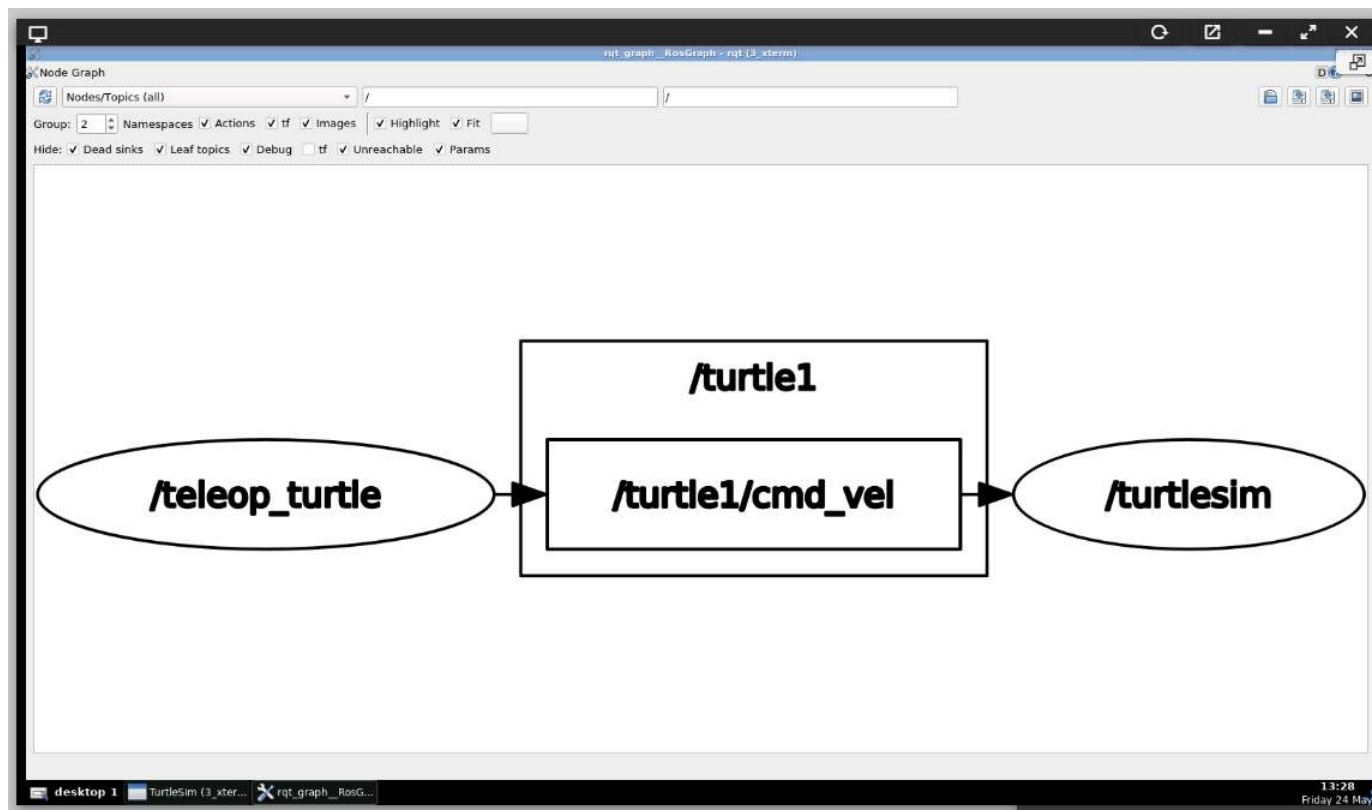 rqt_graph__RosGraph - rqt (3_xterm)
Node Graph
D
Nodes/Topics (all) / /
Group: 2 Namespaces Actions tf Images Highlight Fit
Hide: Dead sinks Leaf topics Debug tf Unreachable Params
/turtle1
/teleop_turtle /turtle1/cmd_vel /turtlesim
desktop 1 TurtleSim (3_xter... rqt_graph__RosG... 13:28
Friday 24 May